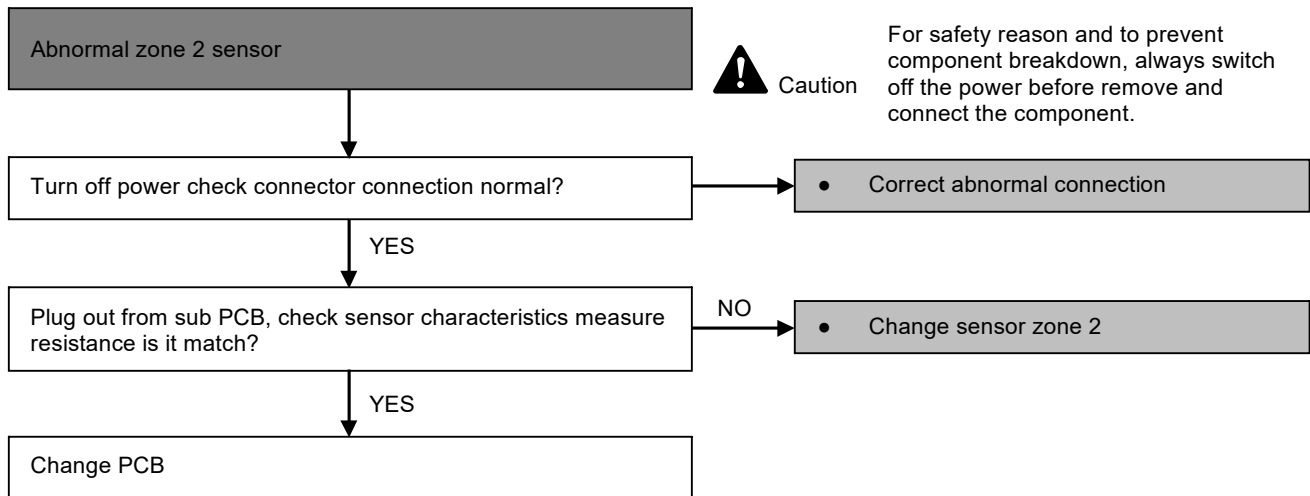 Abnormal zone 2 sensor
Caution
For safety reason and to prevent
component breakdown, always switch
off the power before remove and
connect the component.
Turn off power check connector connection normal?
● Correct abnormal connection
YES
Plug out from sub PCB, check sensor characteristics measure
resistance is it match?
NO
● Change sensor zone 2
YES
Change PCB